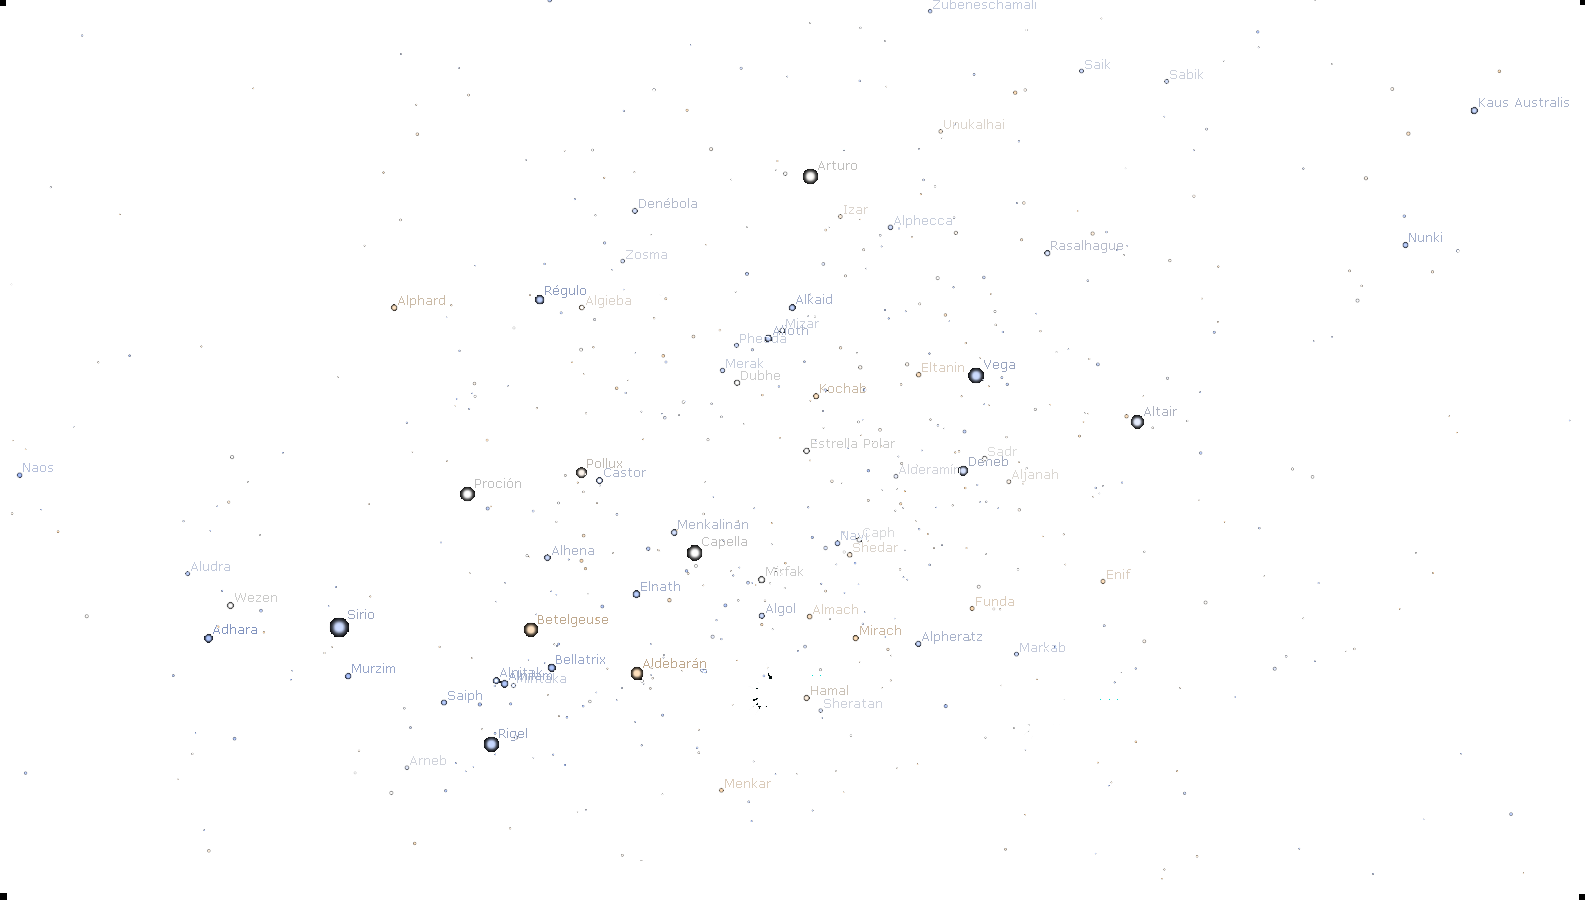 Zubeneschamali
Saik
Sabik
Kaus Australis
Unukalhai
Arturo
Denébola
Izar
Alphecca
Nunki
Rasalhague
Zosma
Régulo
Alphard
Algieba
Alkaid
Mizar
Alioth
Phecda
Merak
Vega
Eltanin
Dubhe
Kochab
Altair
Estrella Polar
Sadr
Pollux
Deneb
Naos
Castor
Alderamin
Aljanah
Proción
Menkalinan
Caph
Navi
Capella
Shedar
Alhena
Aludra
Mirfak
Enif
Elnath
Wezen
Funda
Algol
Almach
Sirio
Betelgeuse
Adhara
Mirach
Alpheratz
Markab
Bellatrix
Aldebarán
Murzim
Alnitak
Alnilam
Mintaka
Hamal
Saiph
Sheratan
Rigel
Arneb
Menkar